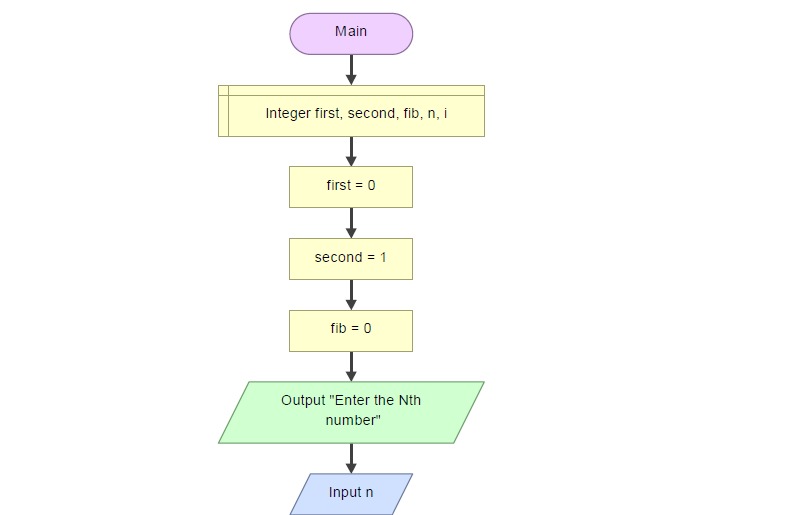 Main
Integer first, second, fib, n, i
first = 0
second = 1
fib = 0
Output "Enter the Nth
number"
Input n